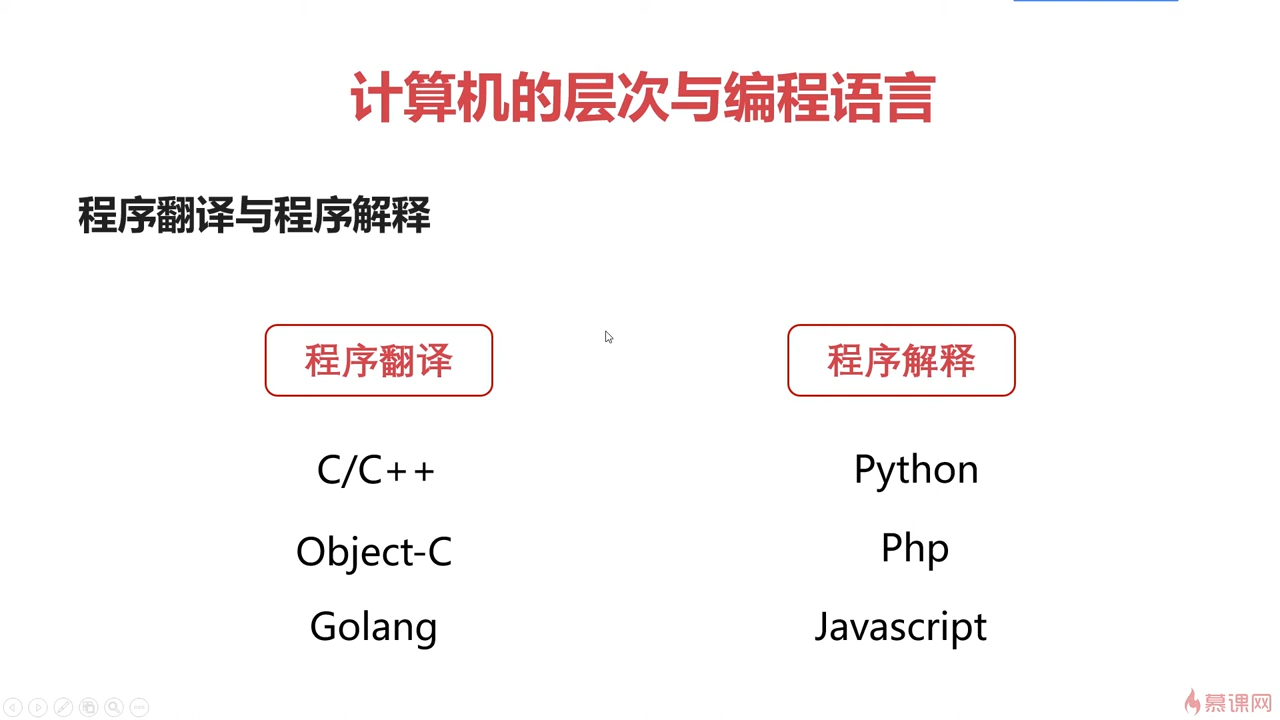 计算机的层次与编程语言
程序翻译与程序解释
程序翻译
程序解释
C/C++
Python
Object-C
Php
Golang
Javascript
慕课网